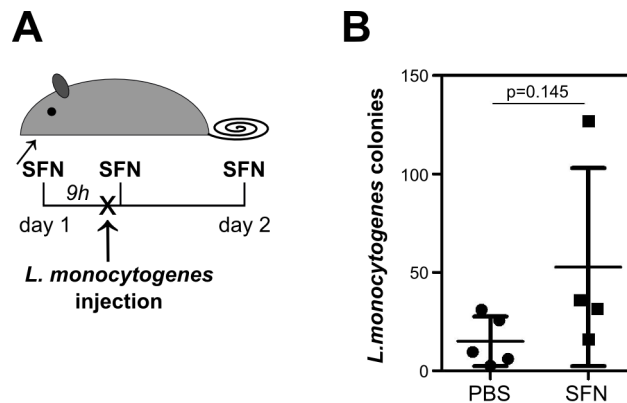 A
SFN SFN SFN
9h
X
day 1 day 2
L. monocytogenes
injection
B
L.monocytogenes colonies
150
100
50
0
p=0.145
PBS SFN